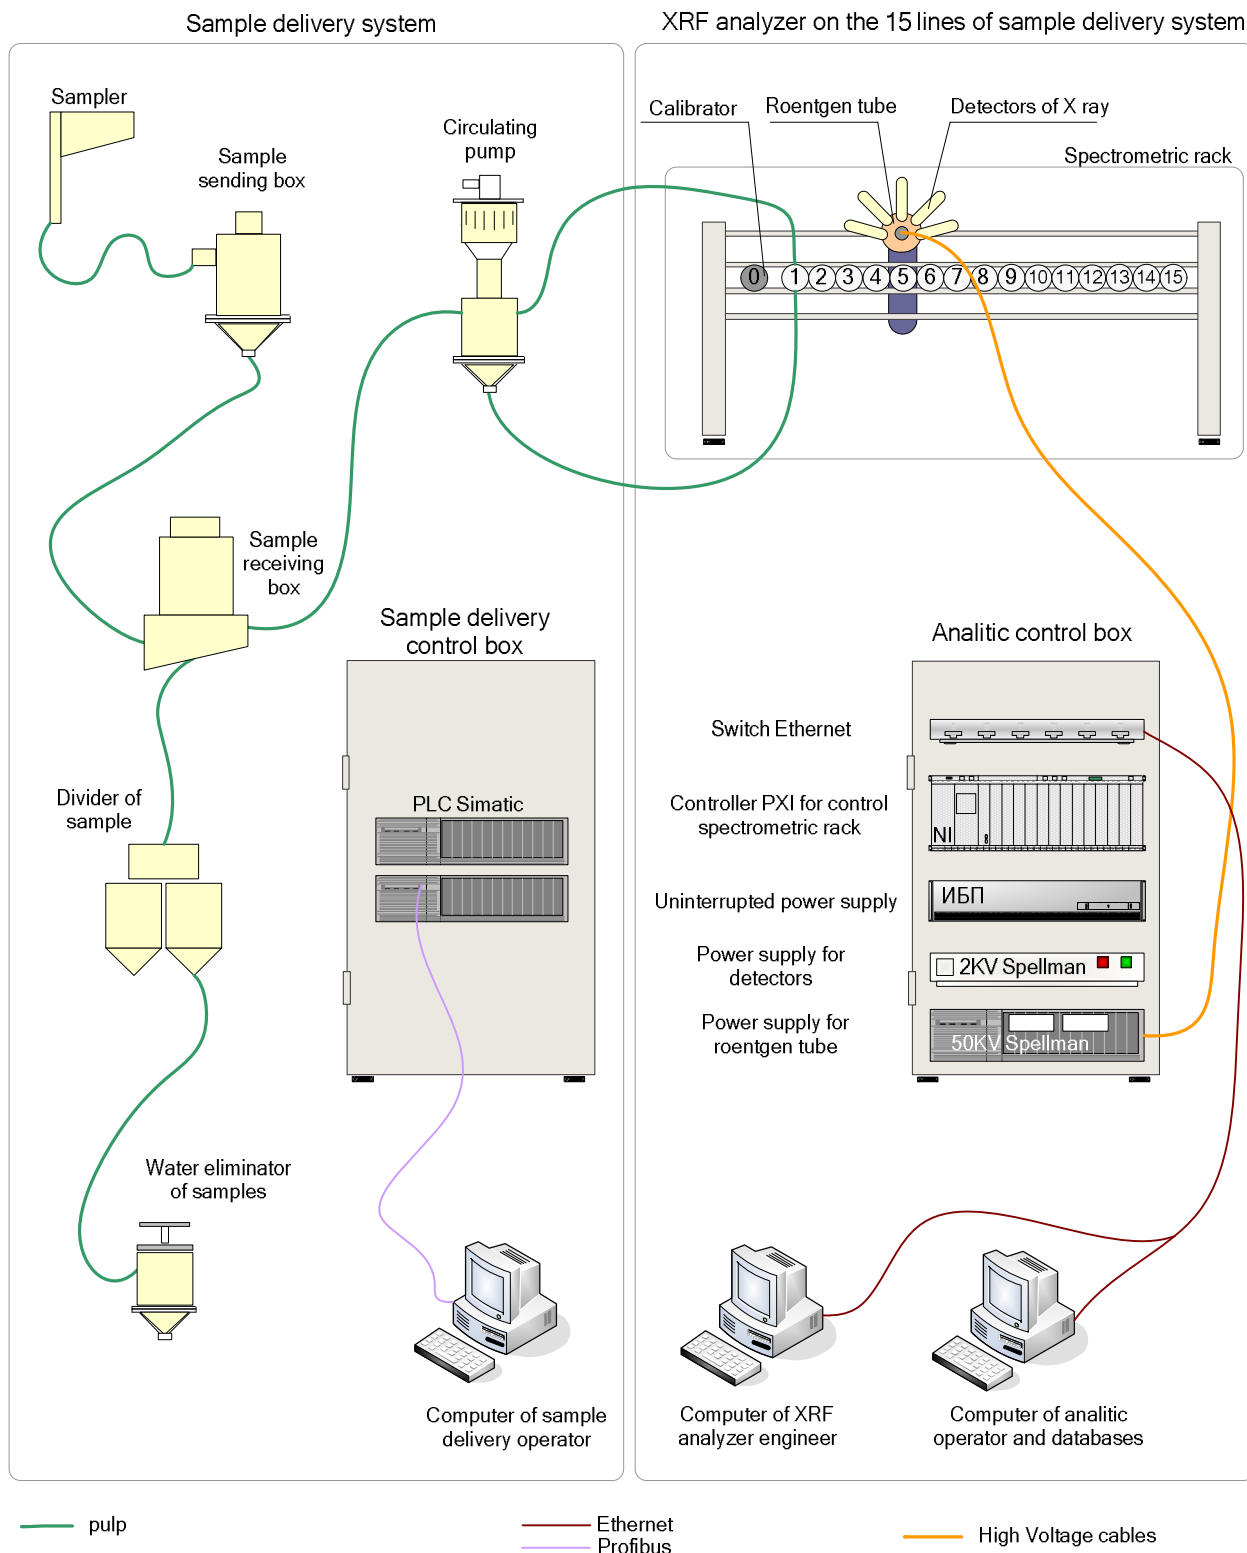 Sample delivery system
XRF analyzer on the 15 lines of sample delivery system
Sampler
Sample
sending box
Circulating
pump
Calibrator
Roentgen tube
Detectors of X ray
Spectrometric rack
0 1 2 3 4 5 6 7 8 9 10 11 12 13 14 15
Sample
receiving
box
Sample delivery
control box
Analitic control box
Switch Ethernet
Divider of
sample
PLC Simatic
Controller PXI for control
spectrometric rack
NI
Uninterrupted power supply
ИБП
Power supply for
detectors
2KV Spellman
Power supply for
roentgen tube
50KV Spellman
Water eliminator
of samples
Computer of sample
delivery operator
Computer of XRF
analyzer engineer
Computer of analitic
operator and databases
pulp
Ethernet
Profibus
High Voltage cables